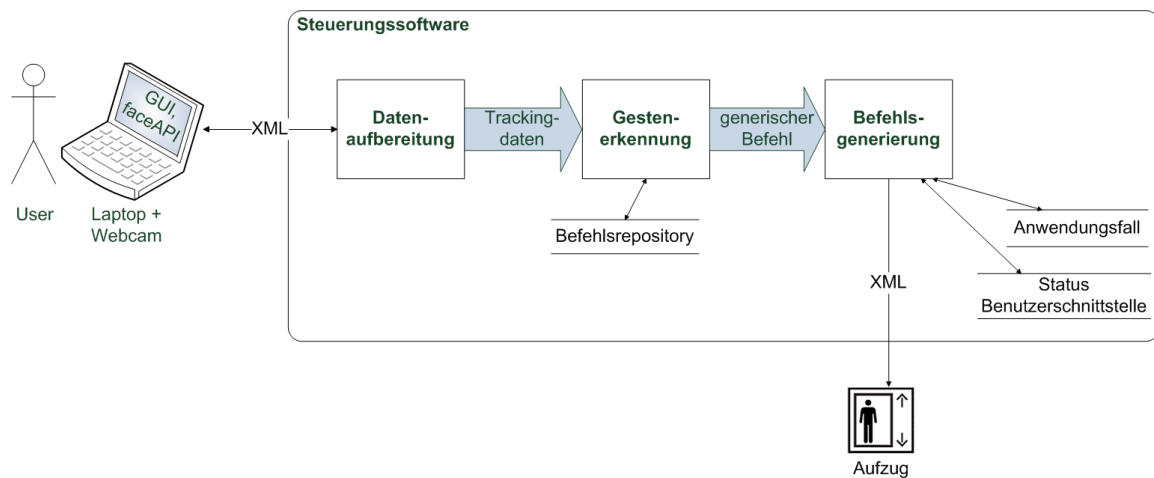 Steuerungssoftware
GUI,
faceAPI
User
Laptop +
Webcam
XML
Daten-
aufbereitung
Tracking-
daten
Gesten-
erkennung
generischer
Befehl
Befehls-
generierung
Befehlsrepository
Anwendungsfall
Status
Benutzerschnittstelle
XML
Aufzug